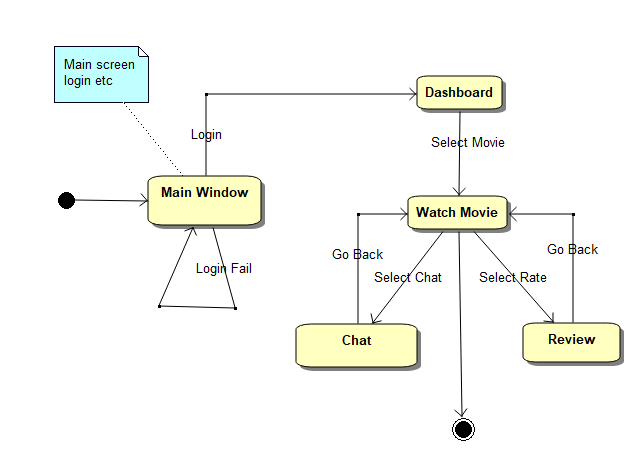 Main screen
login etc
Dashboard
Login
Select Movie
Main Window
Watch Movie
Go Back
Go Back
Login Fail
Select Chat
Select Rate
Chat
Review